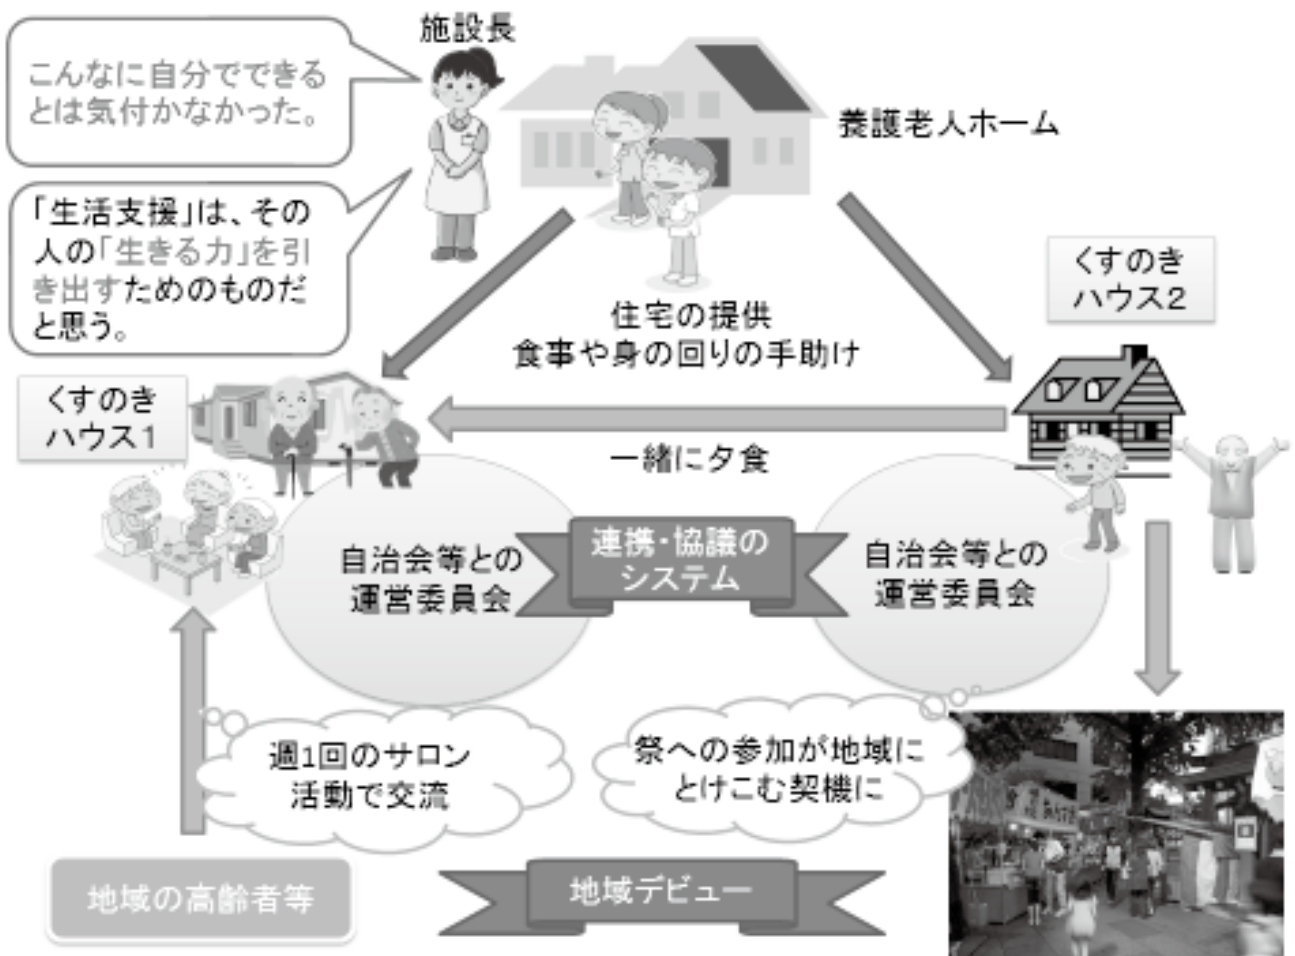 施設長
こんなに自分でできる
とは気付かなかった。
養護老人ホーム
「生活支援」は、その
人の「生きる力」を引
き出すためのものだ
と思う。
くすのき
ハウス2
住宅の提供
食事や身の回りの手助け
くすのき
ハウス1
一緒に夕食
自治会等との
運営委員会
連携・協議の
システム
自治会等との
運営委員会
週1回のサロン
活動で交流
祭への参加が地域に
とけこむ契機に
地域の高齢者等
地域デビュー